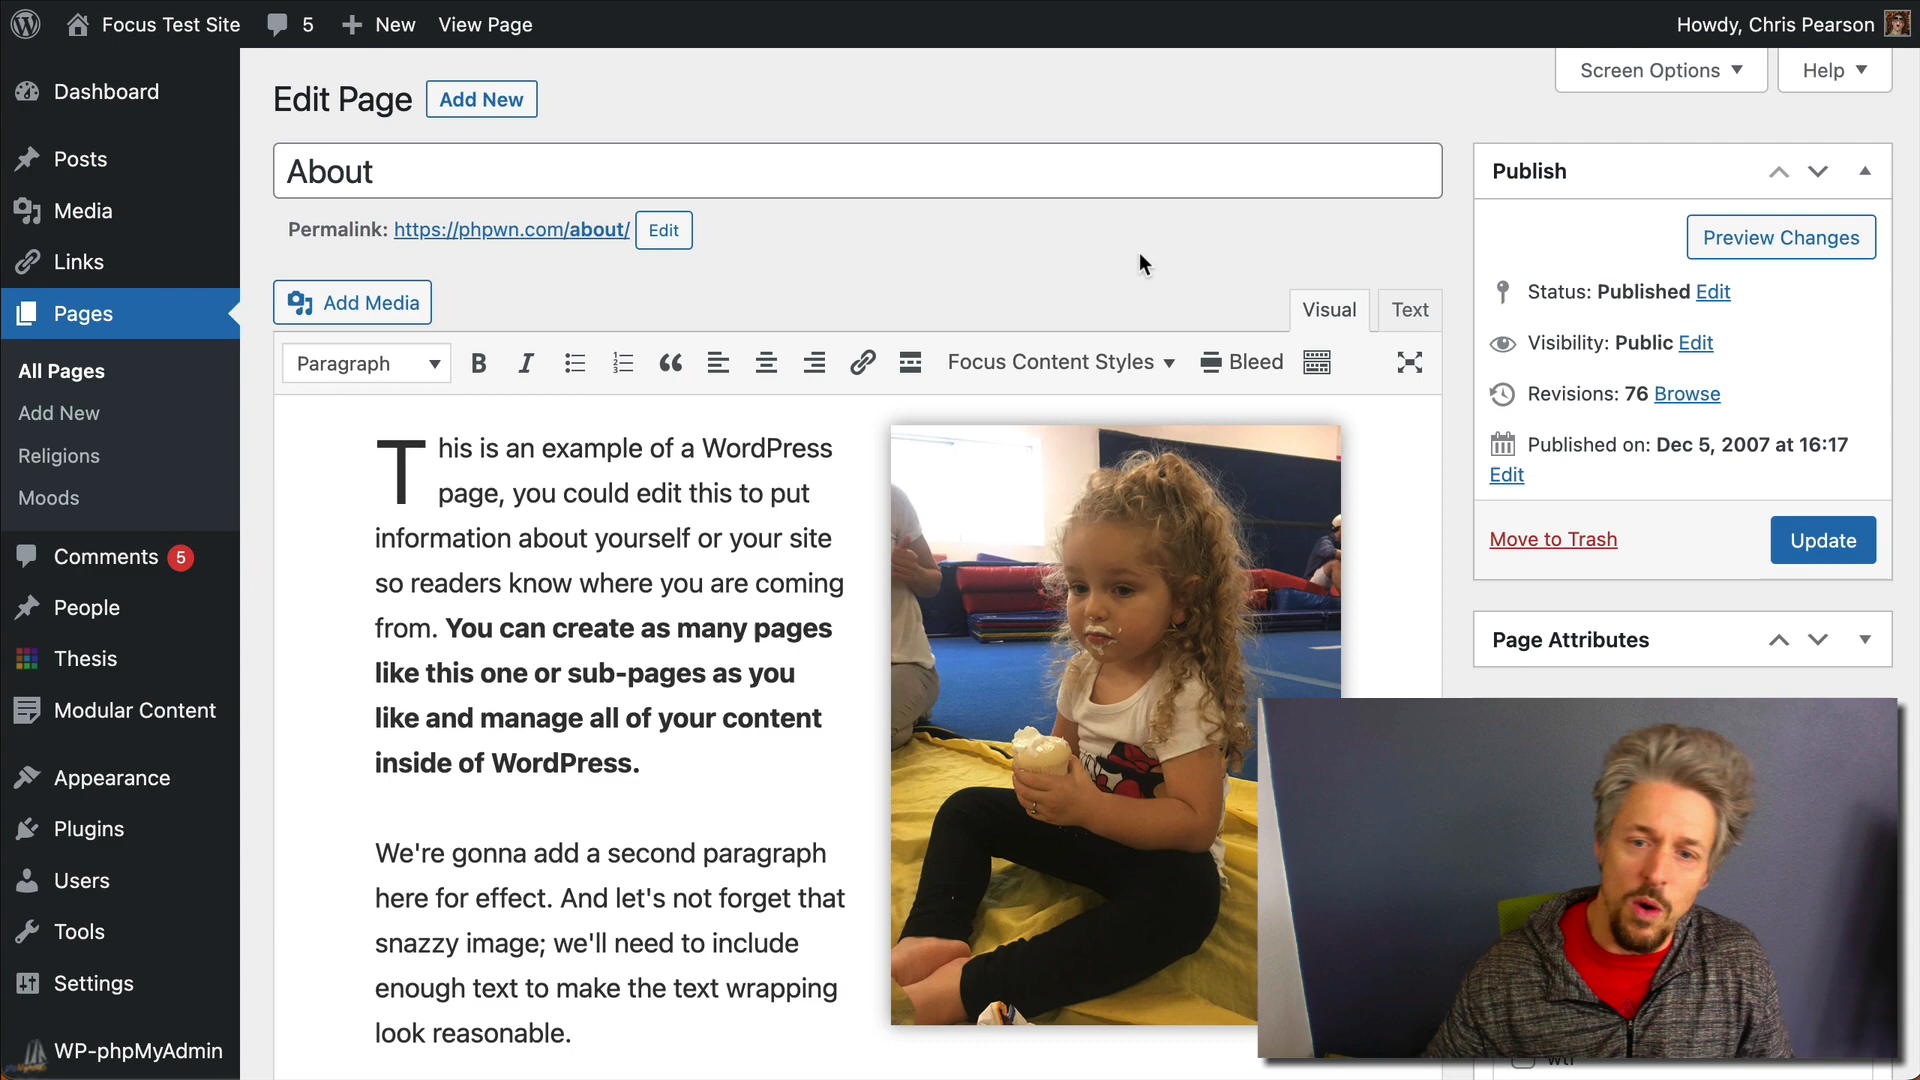 Focus Test Site
5
New
View Page
Howdy, Chris Pearson
Dashboard
Posts
Media
Links
Pages
All Pages
Add New
Religions
Moods
Comments 5
People
Thesis
Modular Content
Appearance
Plugins
Users
Tools
Settings
WP-phpMyAdmin
Screen Options
Help
Edit Page
Add New
About
Permalink: https://phpwn.com/about/ Edit
Add Media
Visual
Text
Paragraph
B
I
Focus Content Styles
Bleed
This is an example of a WordPress
page, you could edit this to put
information about yourself or your site
so readers know where you are coming
from. You can create as many pages
like this one or sub-pages as you
like and manage all of your content
inside of WordPress.
We're gonna add a second paragraph
here for effect. And let's not forget that
snazzy image; we'll need to include
enough text to make the text wrapping
look reasonable.
Publish
Preview Changes
Status: Published Edit
Visibility: Public Edit
Revisions: 76 Browse
Published on: Dec 5, 2007 at 16:17
Edit
Move to Trash
Update
Page Attributes